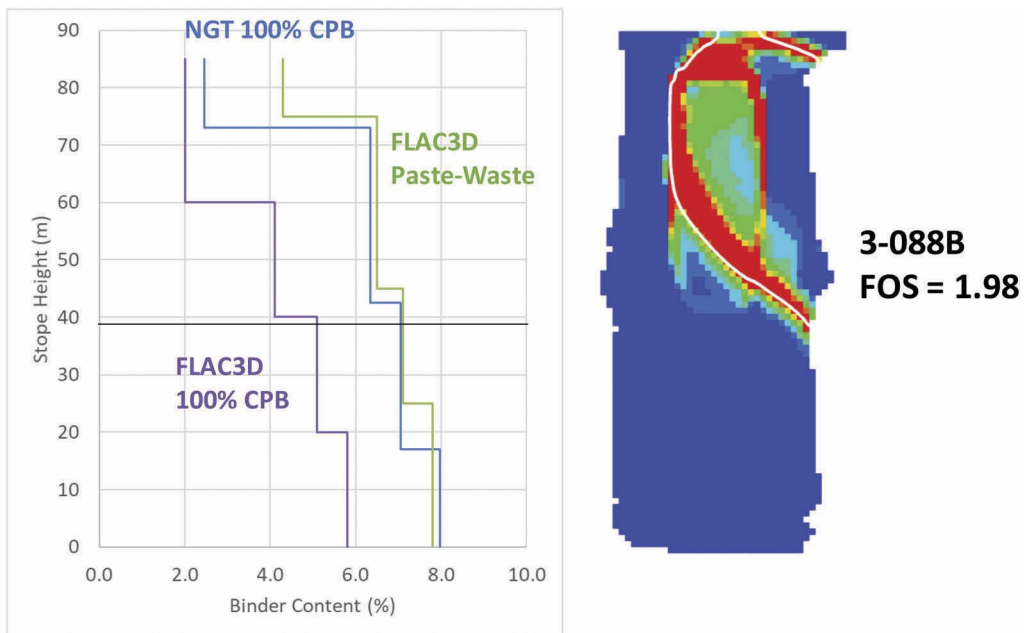 NGT 100% CPB
FLAC3D
Paste-Waste
FLAC3D
100% CPB
Stope Height (m)
90
80
70
60
50
40
30
20
10
0
0.0 2.0 4.0 6.0 8.0 10.0
Binder Content (%)
3-088B
FOS = 1.98